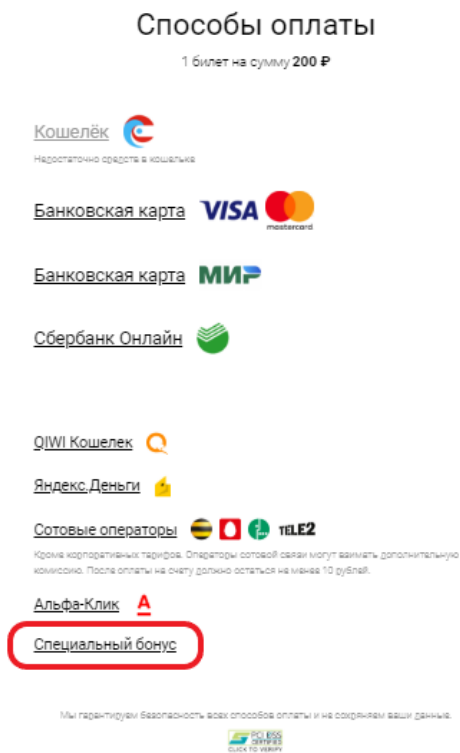 Способы оплаты
1 билет на сумму 200 ₽
Кошелёк
Недостаточно средств в кошельке
Банковская карта VISA mastercard
Банковская карта МИР
Сбербанк Онлайн
QIWI Кошелек
Яндекс.Деньги
Сотовые операторы TELE2
Кроме корпоративных тарифов. Операторы сотовой связи могут взимать дополнительную
комиссию. После оплаты на счету должно остаться не менее 10 рублей.
Альфа-Клик А
Специальный бонус
Мы гарантируем безопасность всех способов оплаты и не сохраняем ваши данные.
CLICK TO VERIFY